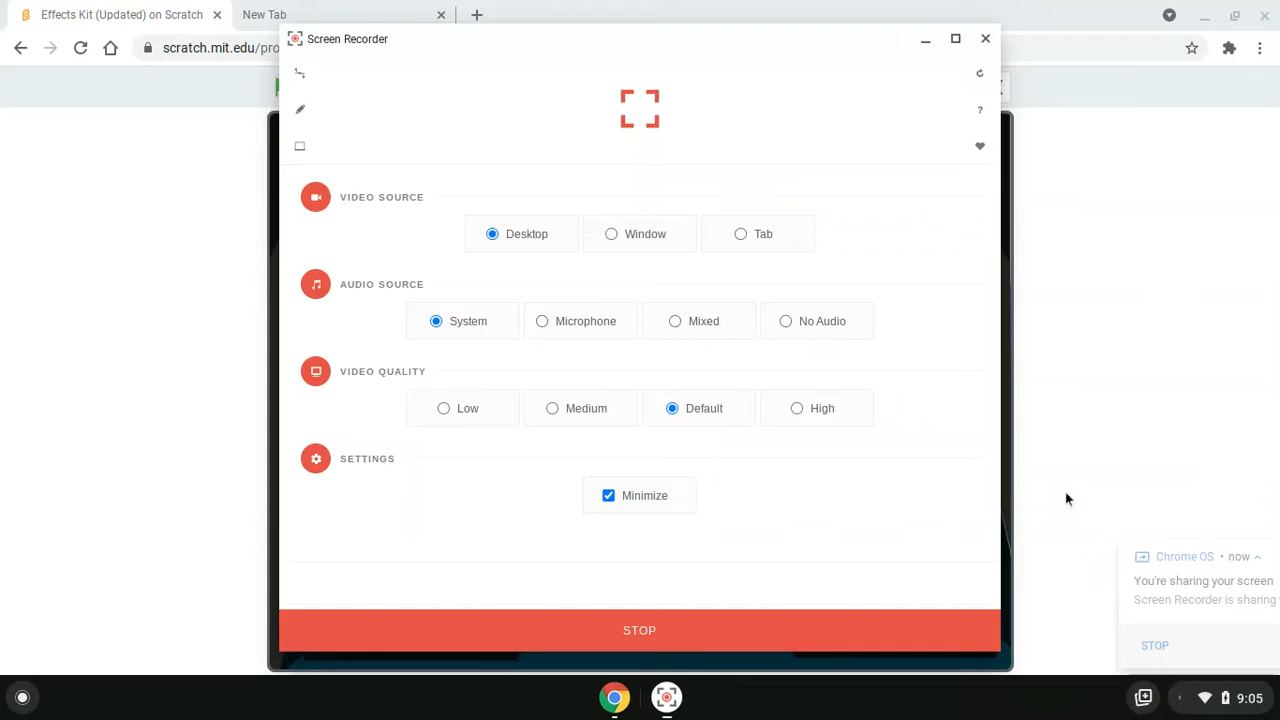 Effects Kit (Updated) on Scratch
New Tab
scratch.mit.edu/pro
Screen Recorder
?
VIDEO SOURCE
Desktop
Window
Tab
AUDIO SOURCE
System
Microphone
Mixed
No Audio
VIDEO QUALITY
Low
Medium
Default
High
SETTINGS
Minimize
STOP
Chrome OS • now
You're sharing your screen
Screen Recorder is sharing
STOP
9:05